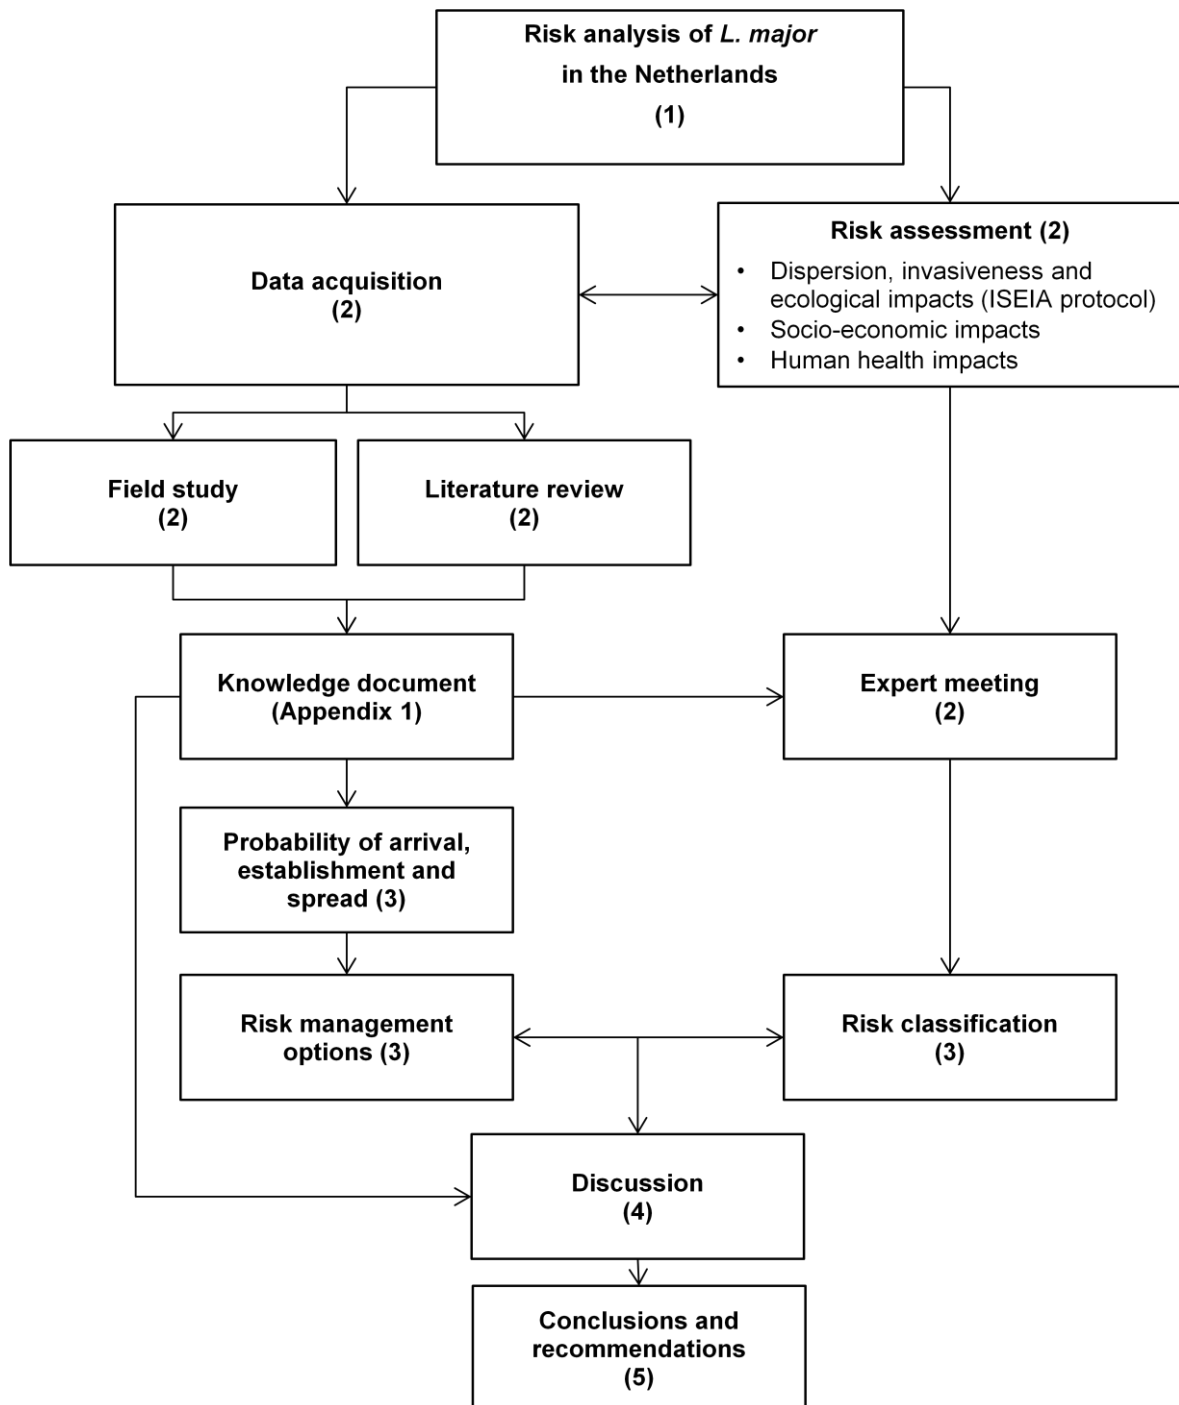 Risk analysis of L. major
in the Netherlands
(1)
Data acquisition
(2)
Risk assessment (2)
• Dispersion, invasiveness and
ecological impacts (ISEIA protocol)
• Socio-economic impacts
• Human health impacts
Field study
(2)
Literature review
(2)
Knowledge document
(Appendix 1)
Expert meeting
(2)
Probability of arrival,
establishment and
spread (3)
Risk management
options (3)
Risk classification
(3)
Discussion
(4)
Conclusions and
recommendations
(5)